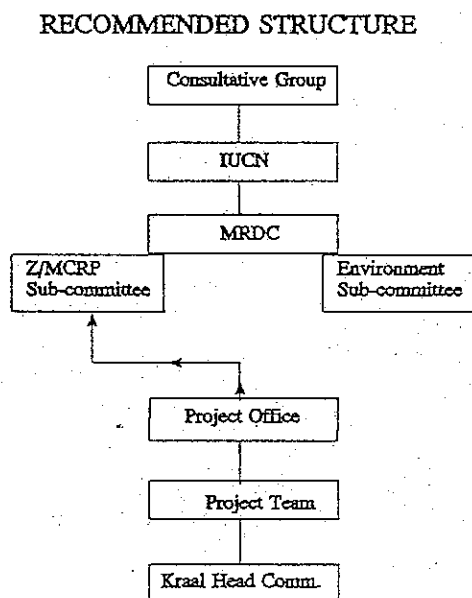 RECOMMENDED STRUCTURE
Consultative Group
IUCN
MRDC
Z/MCRP
Sub-committee
Environment
Sub-committee
Project Office
Project Team
Kraal Head Comm.